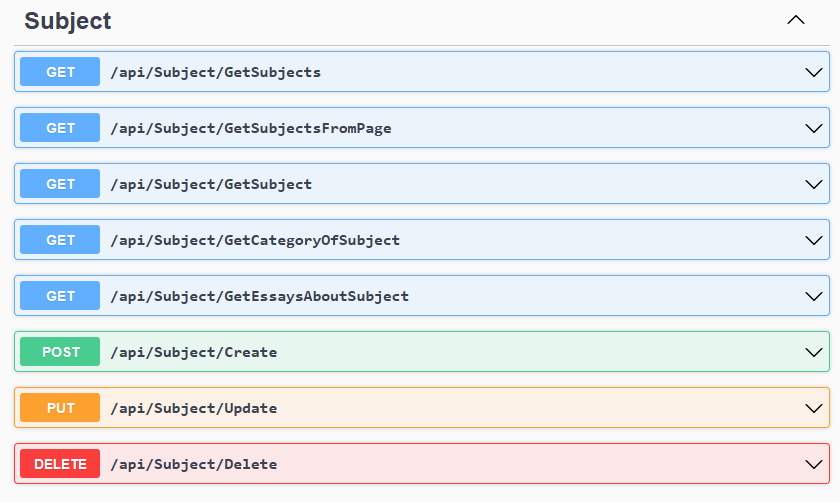 Subject
GET /api/Subject/GetSubjects
GET /api/Subject/GetSubjectsFromPage
GET /api/Subject/GetSubject
GET /api/Subject/GetCategoryOfSubject
GET /api/Subject/GetEssaysAboutSubject
POST /api/Subject/Create
PUT /api/Subject/Update
DELETE /api/Subject/Delete